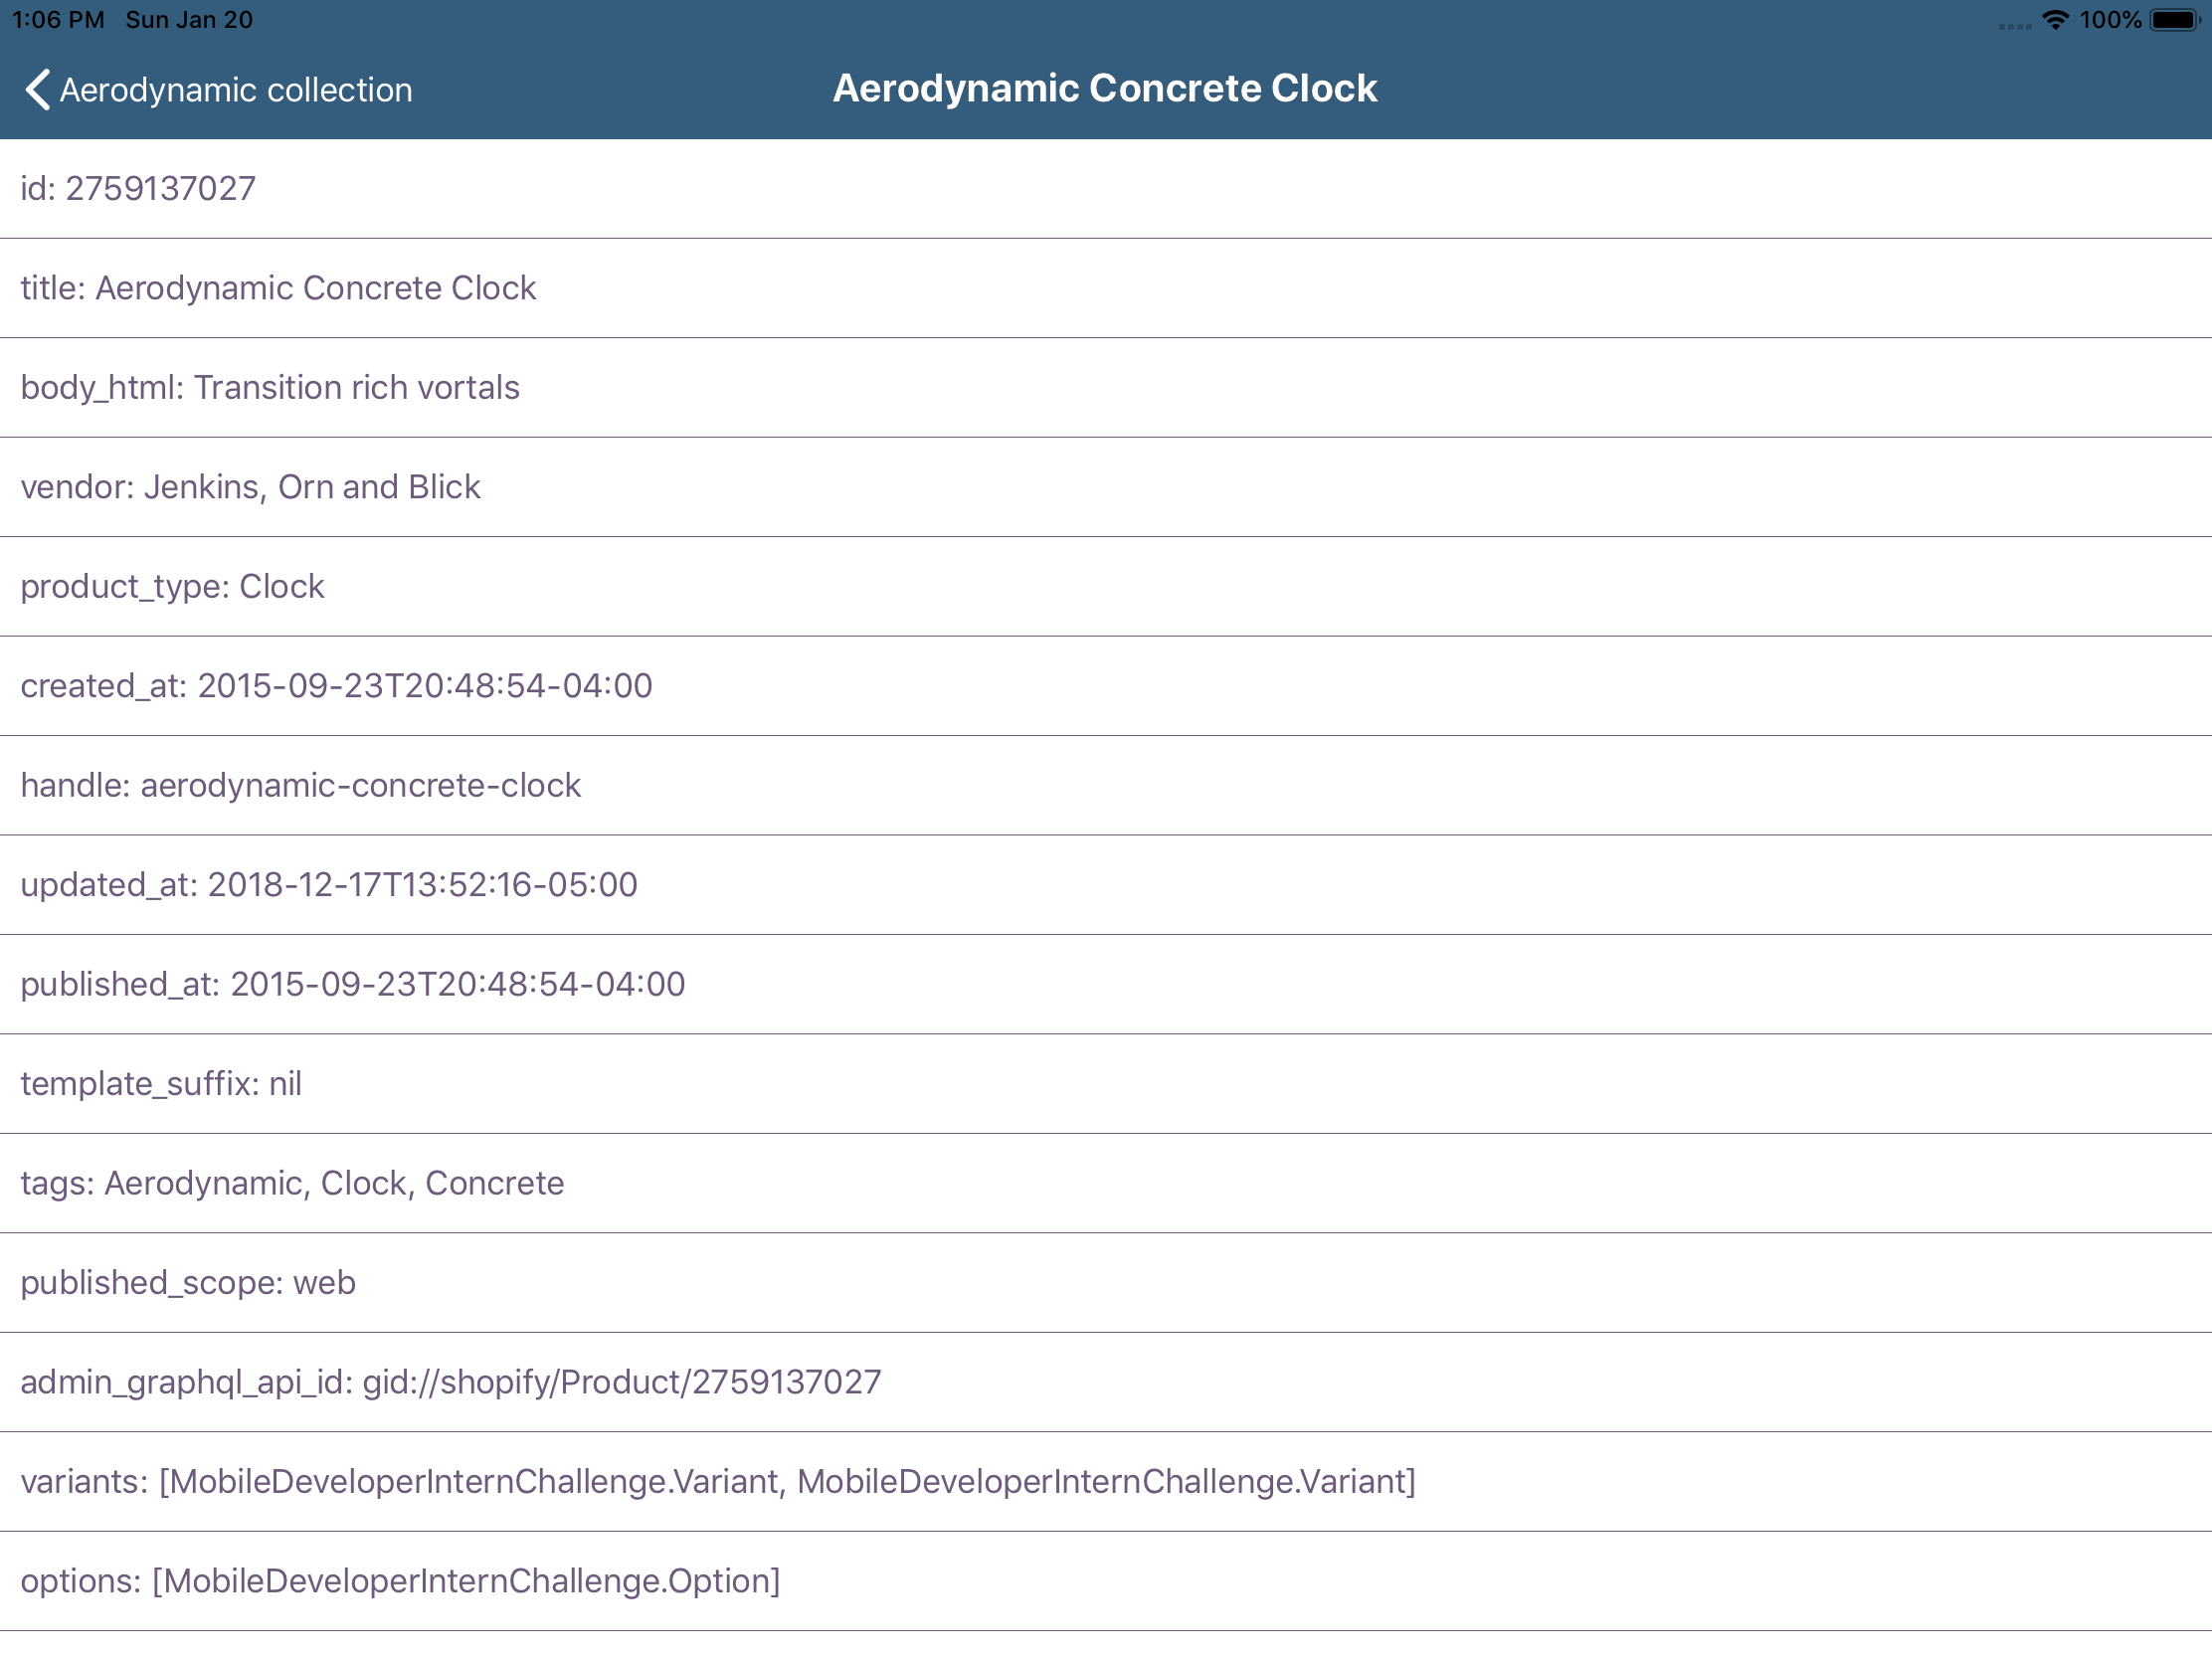 1:06 PM Sun Jan 20 100%
Aerodynamic collection Aerodynamic Concrete Clock
id: 2759137027
title: Aerodynamic Concrete Clock
body_html: Transition rich vortals
vendor: Jenkins, Orn and Blick
product_type: Clock
created_at: 2015-09-23T20:48:54-04:00
handle: aerodynamic-concrete-clock
updated_at: 2018-12-17T13:52:16-05:00
published_at: 2015-09-23T20:48:54-04:00
template_suffix: nil
tags: Aerodynamic, Clock, Concrete
published_scope: web
admin_graphql_api_id: gid://shopify/Product/2759137027
variants: [MobileDeveloperInternChallenge.Variant, MobileDeveloperInternChallenge.Variant]
options: [MobileDeveloperInternChallenge.Option]